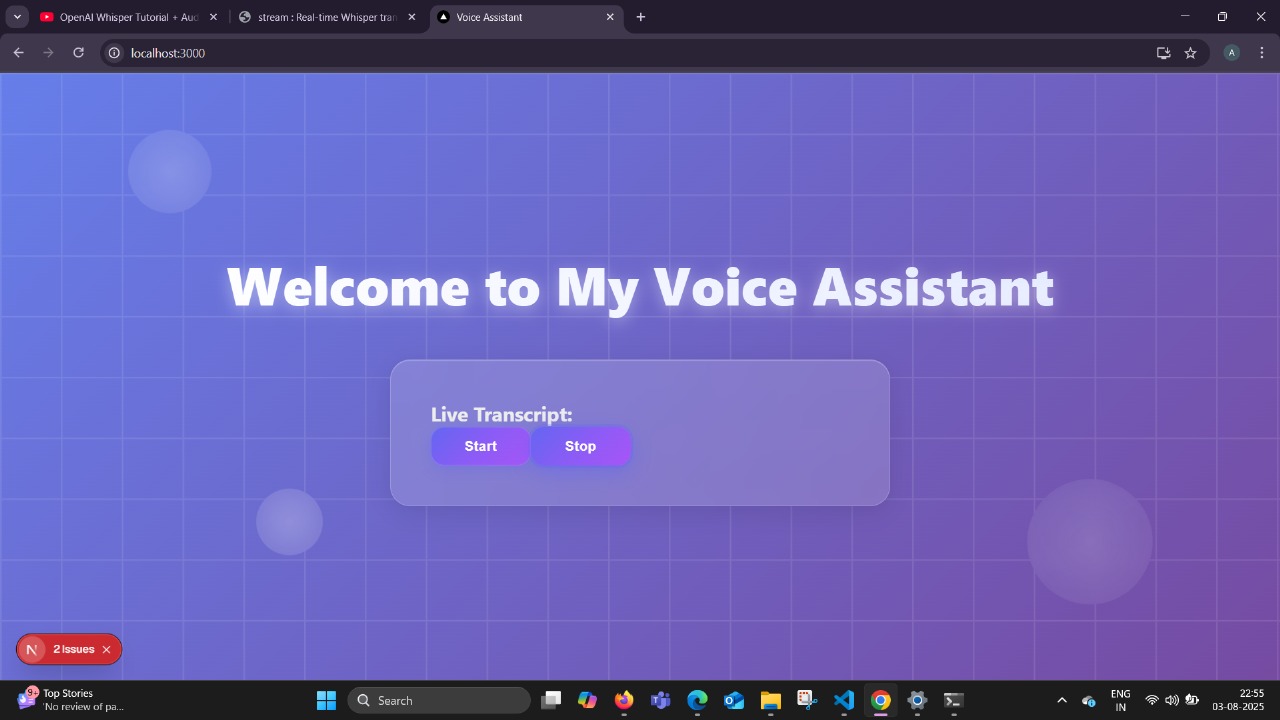 OpenAI Whisper Tutorial + Aud
stream : Real-time Whisper tran
Voice Assistant
localhost:3000
A
Welcome to My Voice Assistant
Live Transcript:
Start
Stop
N
2 Issues
9+
Top Stories
'No review of pa...
Search
ENG
IN
22:55
03-08-2025